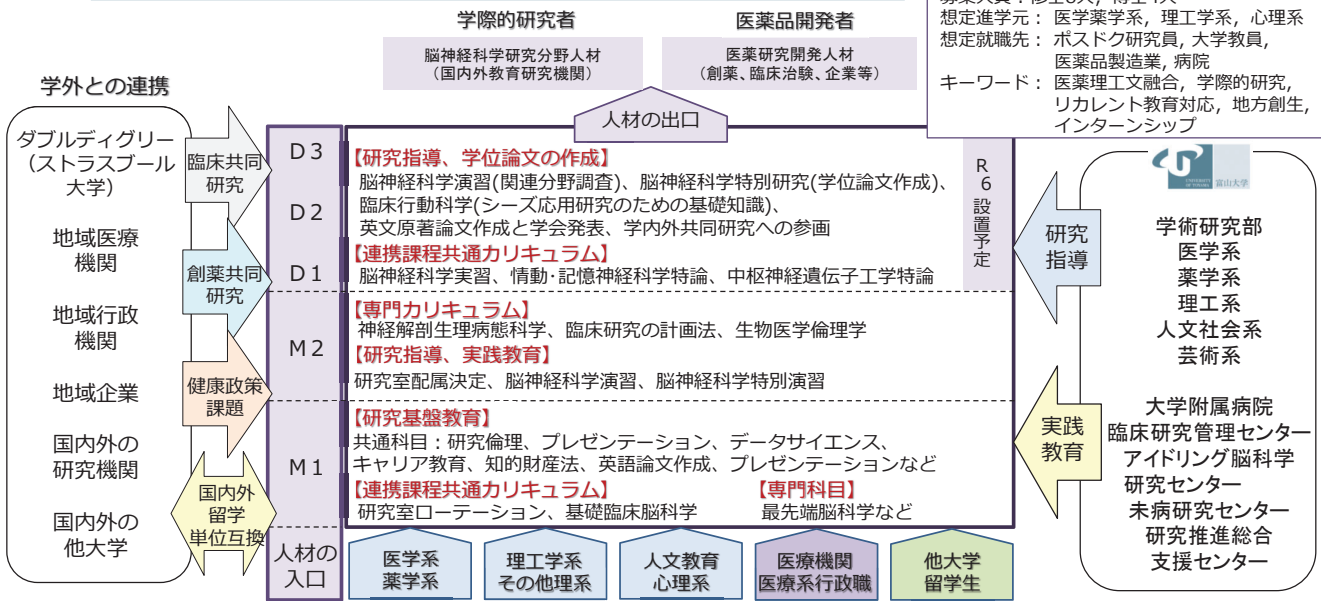 学際的研究者
脳神経科学研究分野人材
(国内外教育研究機関)
医薬品開発者
医薬研究開発人材
(創薬、臨床治験、企業等)
人材の出口
想定進学元： 医学薬学系, 理工学系, 心理系
想定就職先： ポスドク研究員, 大学教員,
医薬品製造業, 病院
キーワード： 医薬理工文融合, 学際的研究,
リカレント教育対応, 地方創生,
インターンシップ
学外との連携
ダブルディグリー
(ストラスブール
大学)
地域医療
機関
地域行政
機関
地域企業
国内外の
研究機関
国内外の
他大学
臨床共同
研究
創薬共同
研究
健康政策
課題
国内外
留学
単位互換
D３
D２
D１
M２
M１
人材の
入口
【研究指導、学位論文の作成】
脳神経科学演習(関連分野調査)、脳神経科学特別研究(学位論文作成)、
臨床行動科学(シーズ応用研究のための基礎知識)、
英文原著論文作成と学会発表、学内外共同研究への参画
【連携課程共通カリキュラム】
脳神経科学実習、情動・記憶神経科学特論、中枢神経遺伝子工学特論
【専門カリキュラム】
神経解剖生理病態科学、臨床研究の計画法、生物医学倫理学
【研究指導、実践教育】
研究室配属決定、脳神経科学演習、脳神経科学特別演習
【研究基盤教育】
共通科目：研究倫理、プレゼンテーション、データサイエンス、
キャリア教育、知的財産法、英語論文作成、プレゼンテーションなど
【連携課程共通カリキュラム】
研究室ローテーション、基礎臨床脳科学
【専門科目】
最先端脳科学など
R６設置予定
医学系
薬学系
理工学系
その他理系
人文教育
心理系
医療機関
医療系行政職
他大学
留学生
研究
指導
実践
教育
UNIVERSITY
OF TOYAMA
富山大学
学術研究部
医学系
薬学系
理工系
人文社会系
芸術系
大学附属病院
臨床研究管理センター
アイドリング脳科学
研究センター
未病研究センター
研究推進総合
支援センター